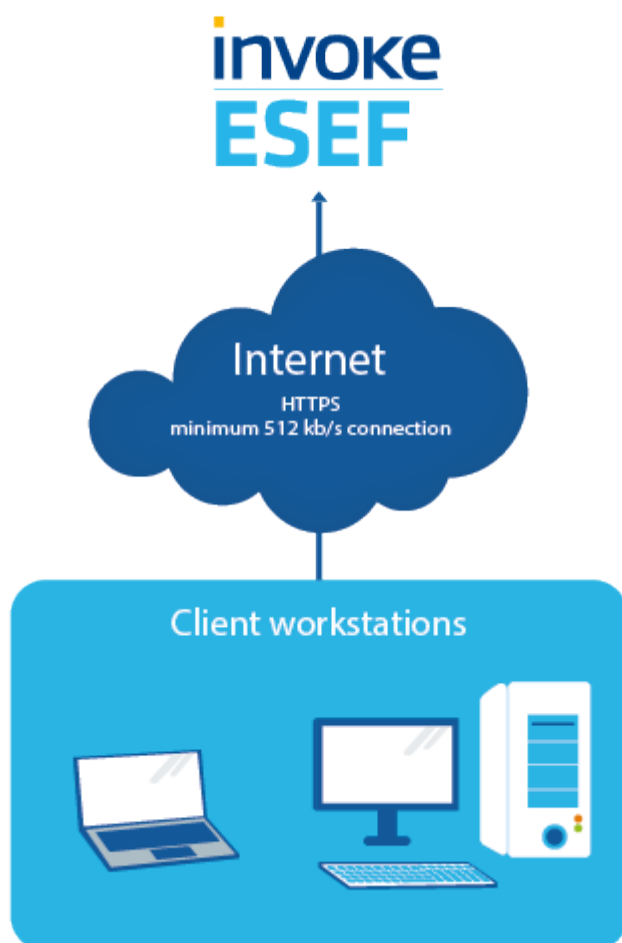 invoke
ESEF
Internet
HTTPS
minimum 512 kb/s connection
Client workstations